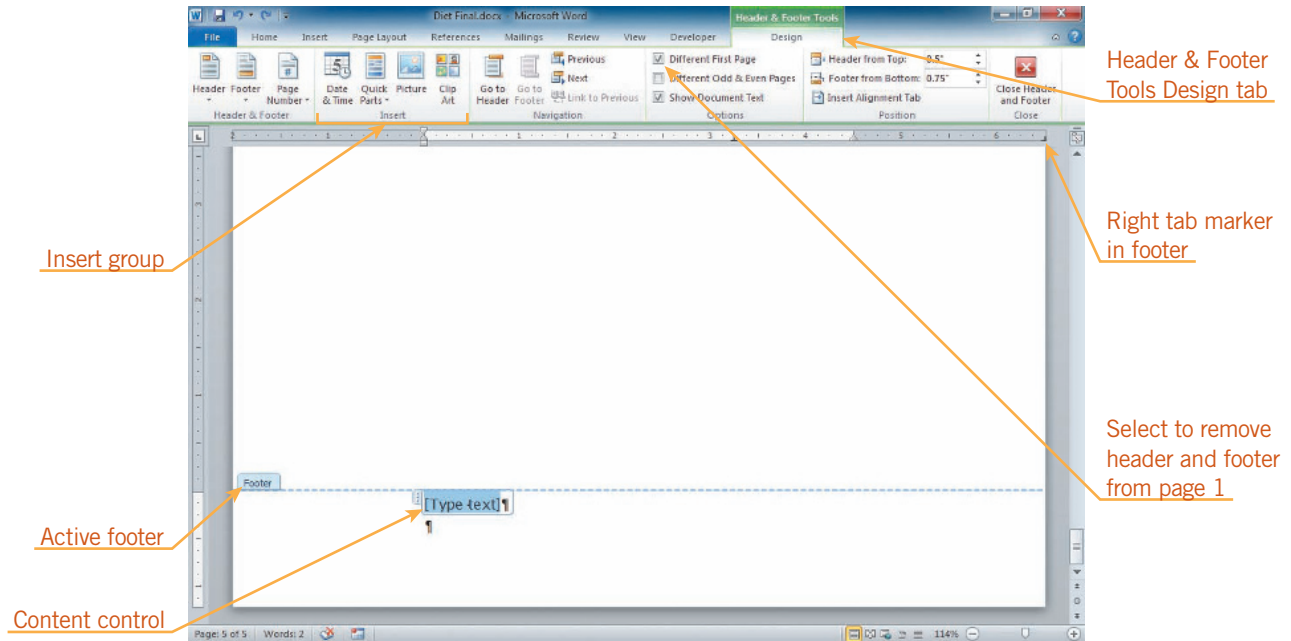 Diet Final.docx - Microsoft Word
Header & Footer Tools
File Home Insert Page Layout References Mailings Review View Developer Design
Header Footer Page Number
Header & Footer
Date & Time Quick Parts Picture Clip Art
Insert
Go to Header Go to Footer
Previous
Next
Link to Previous
Navigation
Different First Page
Different Odd & Even Pages
Show Document Text
Options
Header from Top: 0.5"
Footer from Bottom: 0.75"
Insert Alignment Tab
Position
Close Header and Footer
Close
Header & Footer
Tools Design tab
Right tab marker
in footer
Insert group
Select to remove
header and footer
from page 1
Footer
[Type text]¶
¶
Active footer
Content control
Page: 5 of 5 Words: 2 114%